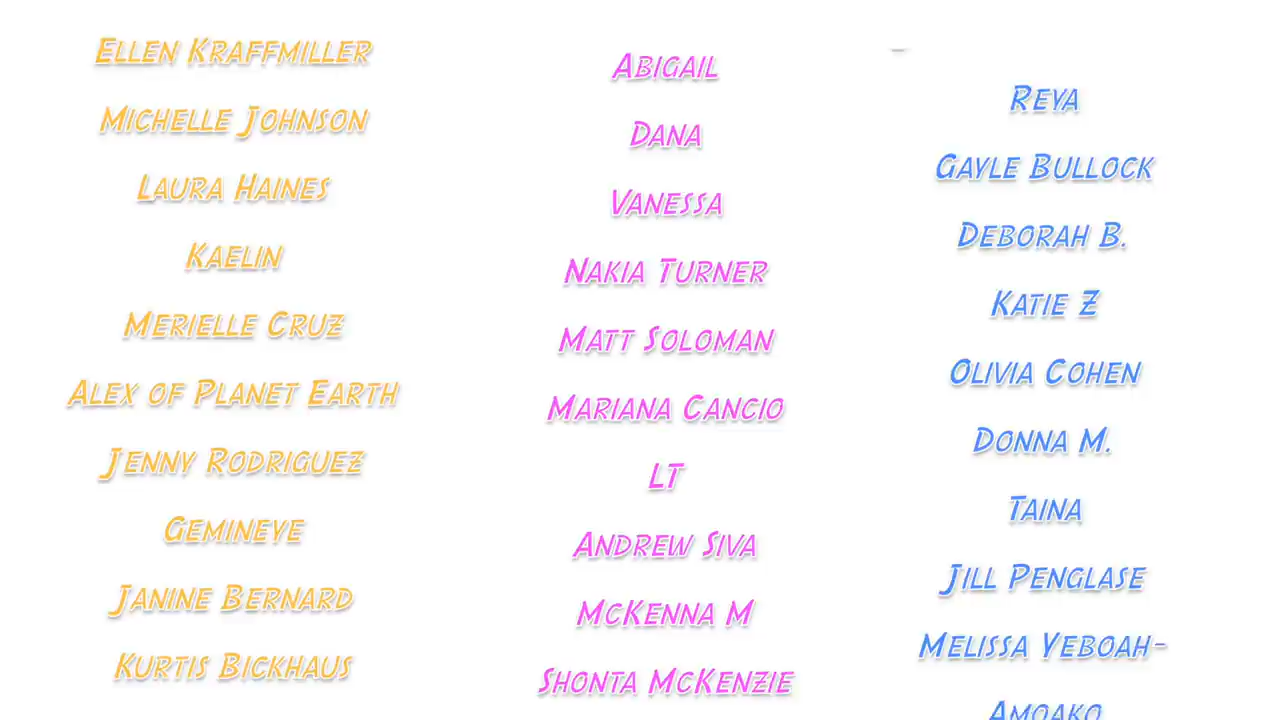 Ellen Kraffmiller
Michelle Johnson
Laura Haines
Kaelin
Merielle Cruz
Alex of Planet Earth
Jenny Rodriguez
Gemineye
Janine Bernard
Kurtis Bickhaus
Abigail
Dana
Vanessa
Nakia Turner
Matt Soloman
Mariana Cancio
LT
Andrew Siva
McKenna M
Shonta McKenzie
Reya
Gayle Bullock
Deborah B.
Katie Z
Olivia Cohen
Donna M.
Taina
Jill Penglase
Melissa Yeboah-
Amoako